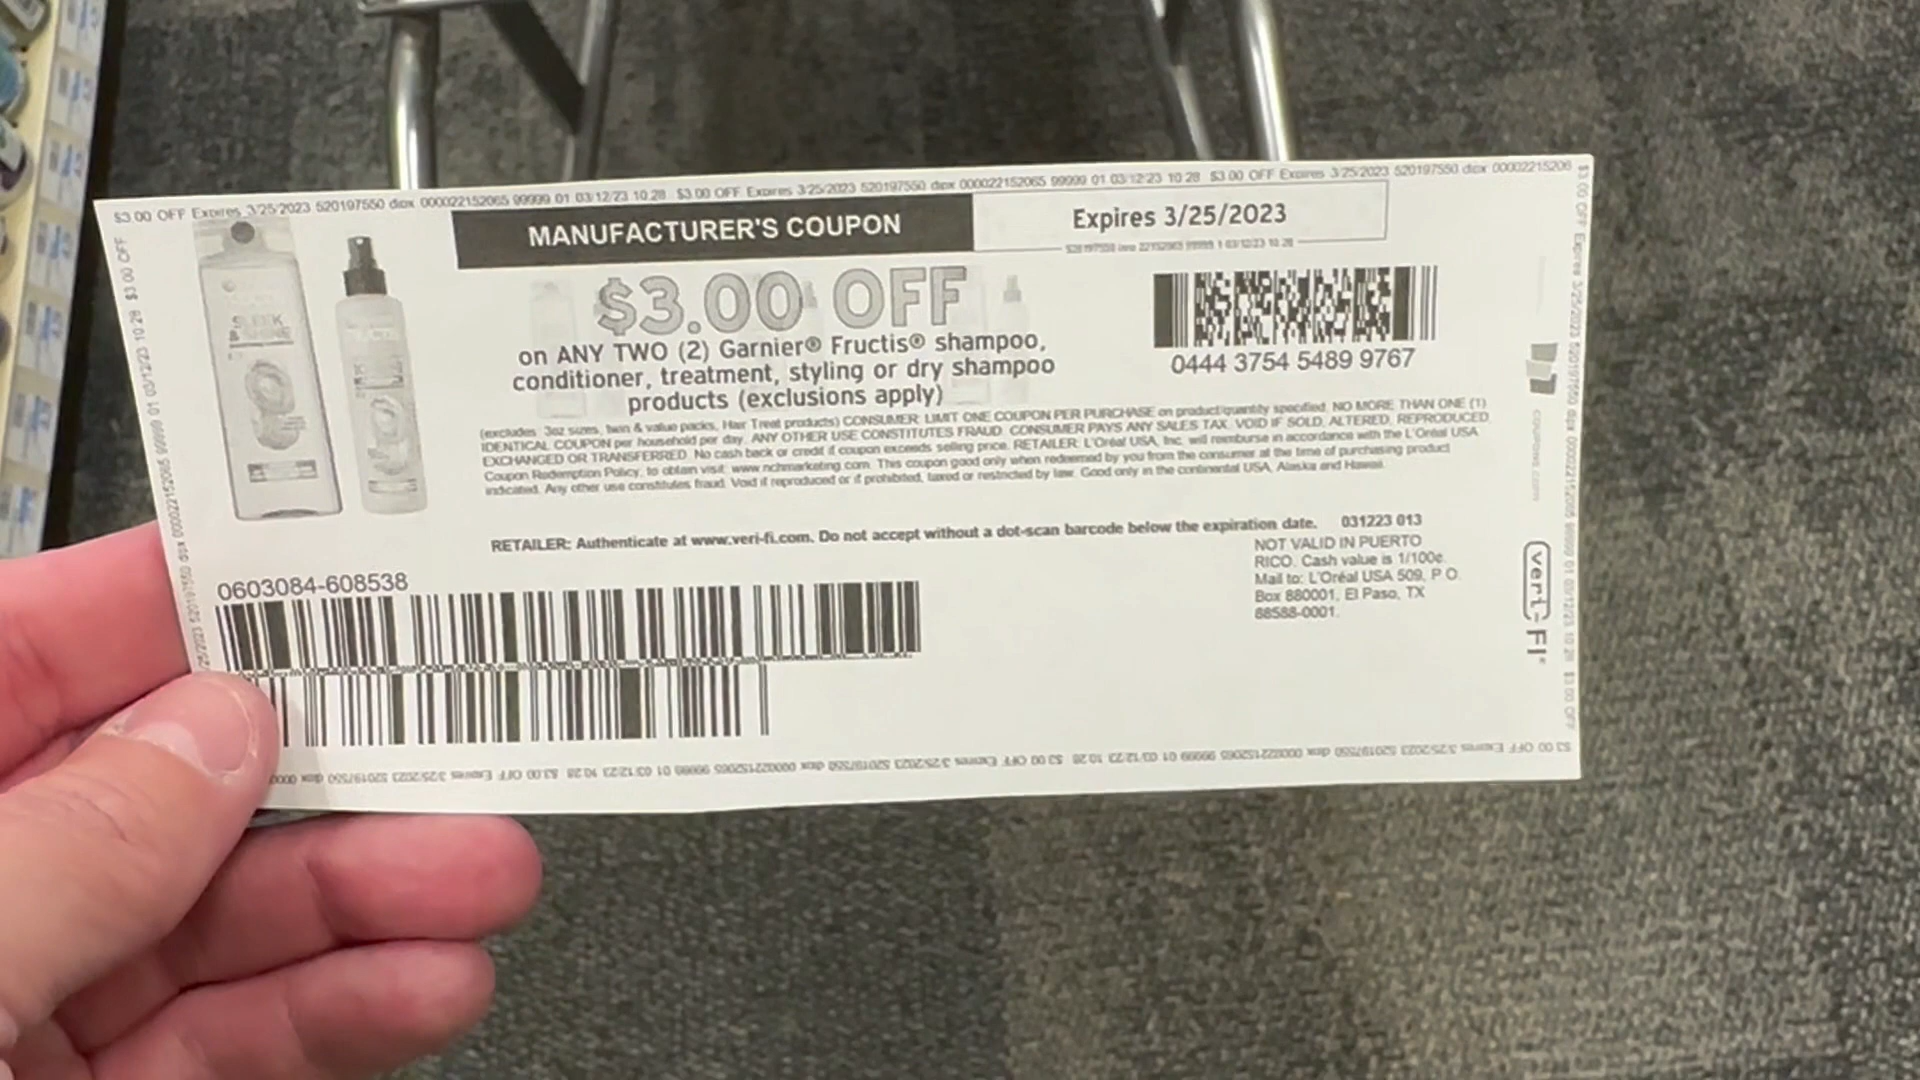 $3.00 OFF Expires 3/25/2023 520197550 dbx 000022152065 99999 01 03/12/23 10:28 $3.00 OFF Expires 3/25/2023 520197550 dbx 000022152065 99999 01 03/12/23 10:28 $3.00 OFF Expires 3/25/2023 520197550 dbx 00002215206
MANUFACTURER'S COUPON
Expires 3/25/2023
SLEEK
& SHINE
$3.00 OFF
on ANY TWO (2) Garnier® Fructis® shampoo,
conditioner, treatment, styling or dry shampoo
products (exclusions apply)
0444 3754 5489 9767
(excludes 3oz sizes, twin & value packs, Hair Treat products) CONSUMER: LIMIT ONE COUPON PER PURCHASE on product/quantity specified. NO MORE THAN ONE (1)
IDENTICAL COUPON per household per day. ANY OTHER USE CONSTITUTES FRAUD. CONSUMER PAYS ANY SALES TAX. VOID IF SOLD, ALTERED, REPRODUCED,
EXCHANGED OR TRANSFERRED. No cash back or credit if coupon exceeds selling price. RETAILER: L'Oréal USA, Inc. will reimburse in accordance with the L'Oréal USA
Coupon Redemption Policy, to obtain visit: www.nchmarketing.com. This coupon good only when redeemed by you from the consumer at the time of purchasing product
indicated. Any other use constitutes fraud. Void if reproduced or if prohibited, taxed or restricted by law. Good only in the continental USA, Alaska and Hawaii.
RETAILER: Authenticate at www.veri-fi.com. Do not accept without a dot-scan barcode below the expiration date. 031223 013
NOT VALID IN PUERTO
RICO. Cash value is 1/100¢.
Mail to: L'Oréal USA 509, P.O.
Box 880001, El Paso, TX
88588-0001.
0603084-608538
COUPONS.com
veri-FI